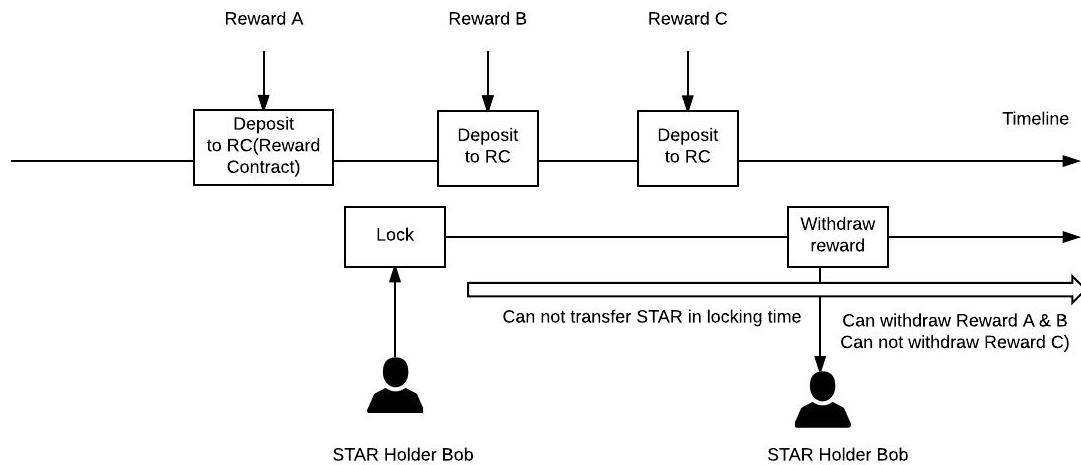 Reward A
Reward B
Reward C
Deposit
to RC(Reward
Contract)
Deposit
to RC
Deposit
to RC
Timeline
Lock
Withdraw
reward
Can not transfer STAR in locking time
Can withdraw Reward A & B
Can not withdraw Reward C)
STAR Holder Bob
STAR Holder Bob